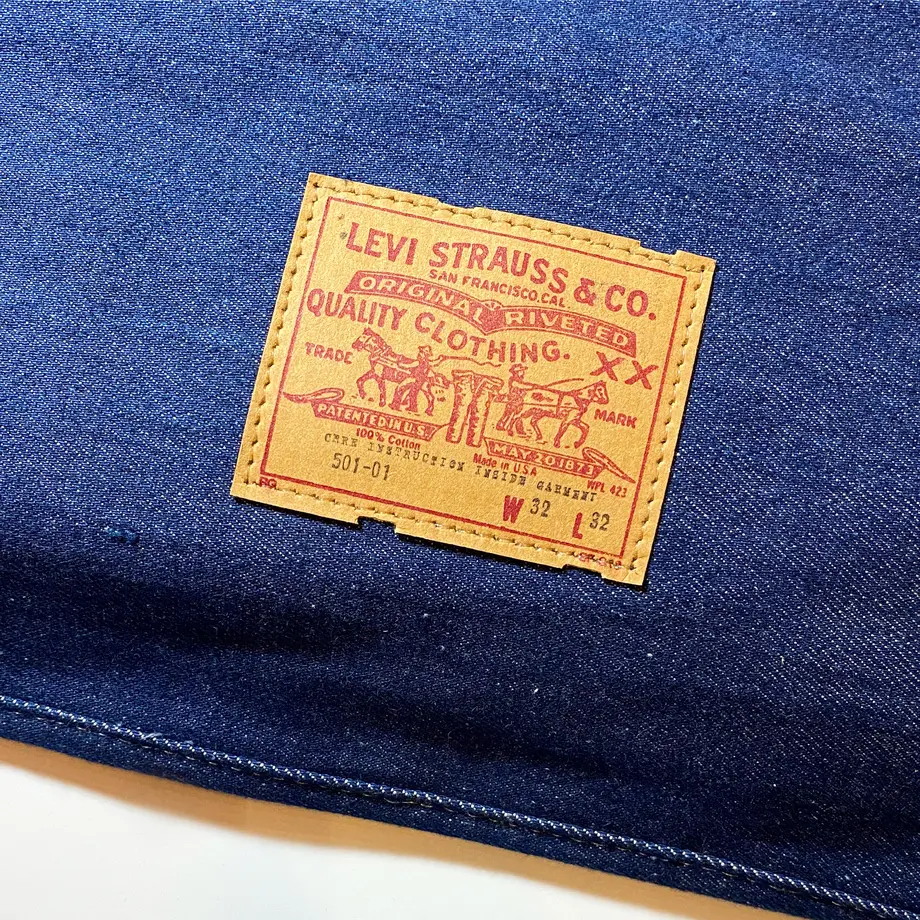 LEVI STRAUSS & CO.
SAN FRANCISCO, CAL
ORIGINAL RIVETED
QUALITY CLOTHING.
XX
TRADE MARK
PATENTED IN U.S. MAY 20 1873
100% Cotton Made in USA WPL 423
CERE INSTRUCTION INSIDE GARMENT
501-01
W 32 L 32